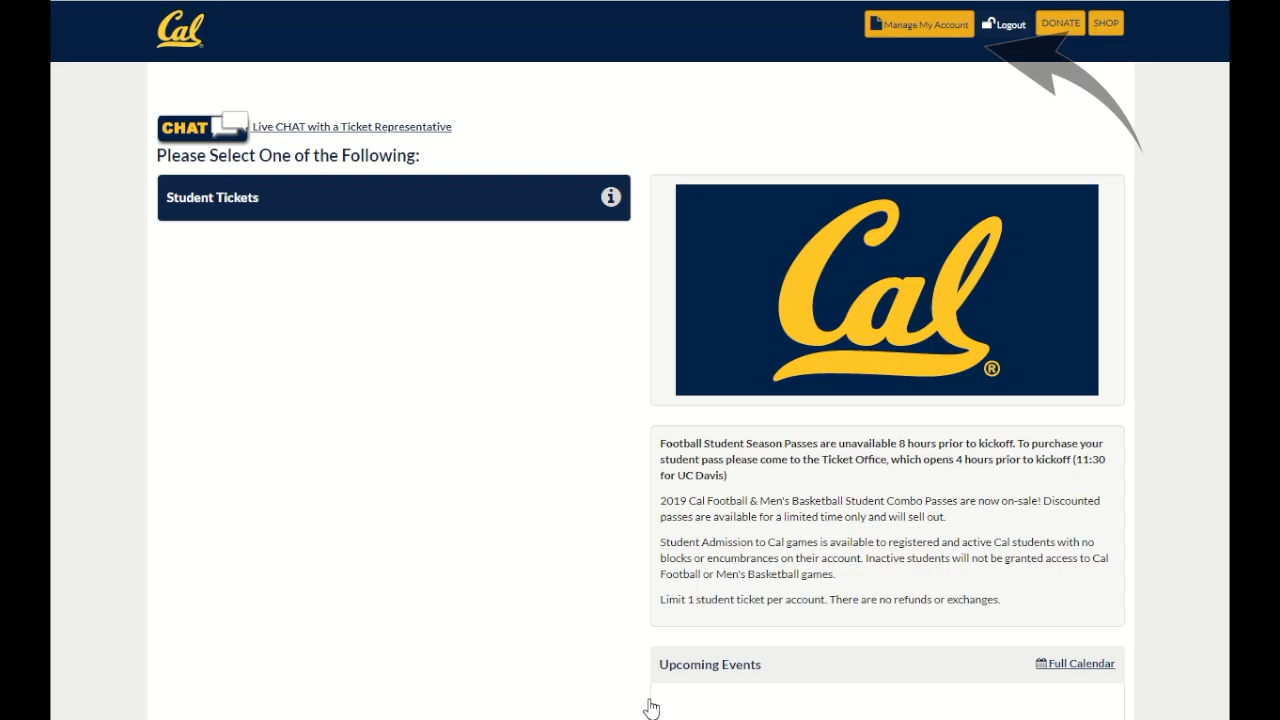 Cal
Manage My Account
Logout
DONATE
SHOP
CHAT
Live CHAT with a Ticket Representative
Please Select One of the Following:
Student Tickets
Cal
®
Football Student Season Passes are unavailable 8 hours prior to kickoff. To purchase your
student pass please come to the Ticket Office, which opens 4 hours prior to kickoff (11:30
for UC Davis)
2019 Cal Football & Men's Basketball Student Combo Passes are now on-sale! Discounted
passes are available for a limited time only and will sell out.
Student Admission to Cal games is available to registered and active Cal students with no
blocks or encumbrances on their account. Inactive students will not be granted access to Cal
Football or Men's Basketball games.
Limit 1 student ticket per account. There are no refunds or exchanges.
Upcoming Events
Full Calendar